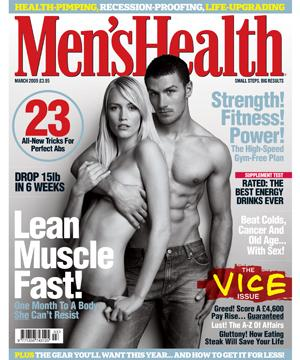 HEALTH-PIMPING, RECESSION-PROOFING, LIFE-UPGRADING
Men'sHealth
MARCH 2009 £3.95
SMALL STEPS, BIG RESULTS
23
All-New Tricks For
Perfect Abs
DROP 15lb
IN 6 WEEKS
Lean
Muscle
Fast!
One Month To A Body
She Can't Resist
Strength!
Fitness!
Power!
The High-Speed
Gym-Free Plan
SUPPLEMENT TEST
RATED: THE
BEST ENERGY
DRINKS EVER
Beat Colds,
Cancer And
Old Age...
With Sex!
THE
VICE
ISSUE
Greed! Score A £4,600
Pay Rise... Guaranteed
Lust! The A-Z Of Affairs
Gluttony! How Eating
Steak Will Save Your Life
PLUS THE GEAR YOU'LL WANT THIS YEAR... AND HOW TO GET IT FOR LESS!